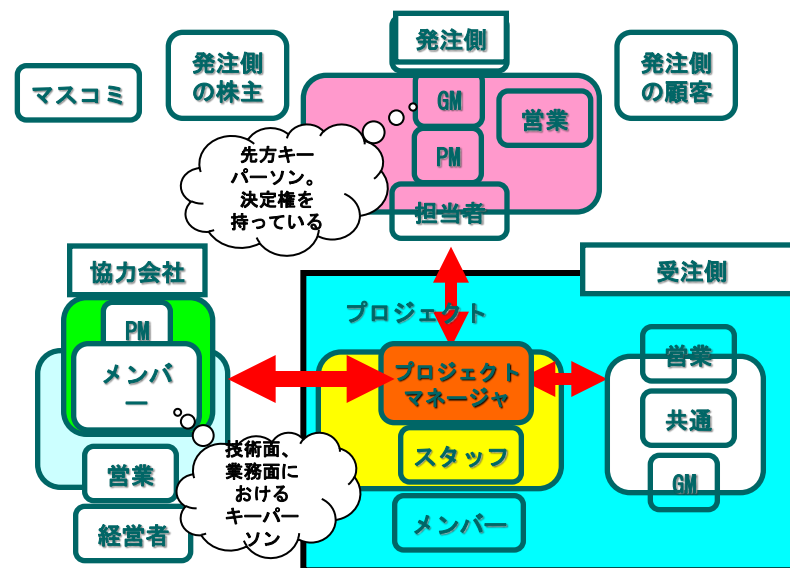 発注側
発注側
の株主
発注側
の顧客
マスコミ
GM
営業
PM
担当者
先方キー
パーソン。
決定権を
持っている
協力会社
受注側
PM
メンバ
ー
営業
経営者
技術面、
業務面に
おける
キーパー
ソン
プロジェクト
プロジェクト
マネージャ
スタッフ
メンバー
営業
共通
GM